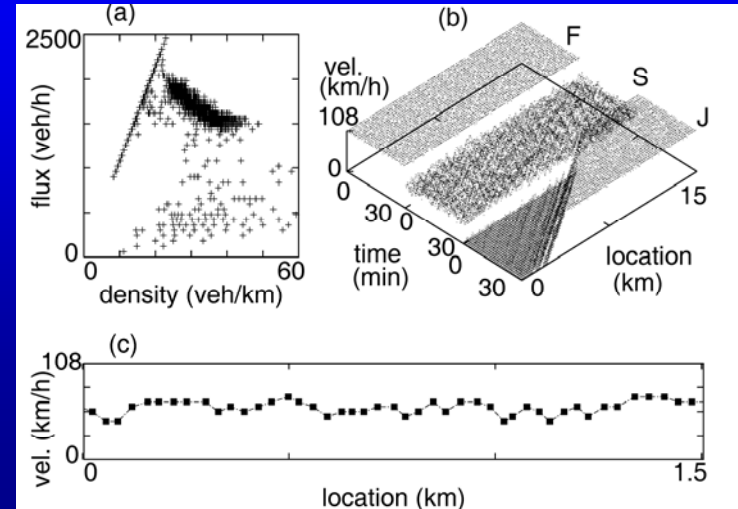 (a)
2500
flux (veh/h)
0
0
60
density (veh/km)
(b)
vel.
(km/h)
108
0
0
30
0
30
0
30
time
(min)
F
S
J
0
15
location
(km)
(c)
108
vel. (km/h)
0
0
1.5
location (km)